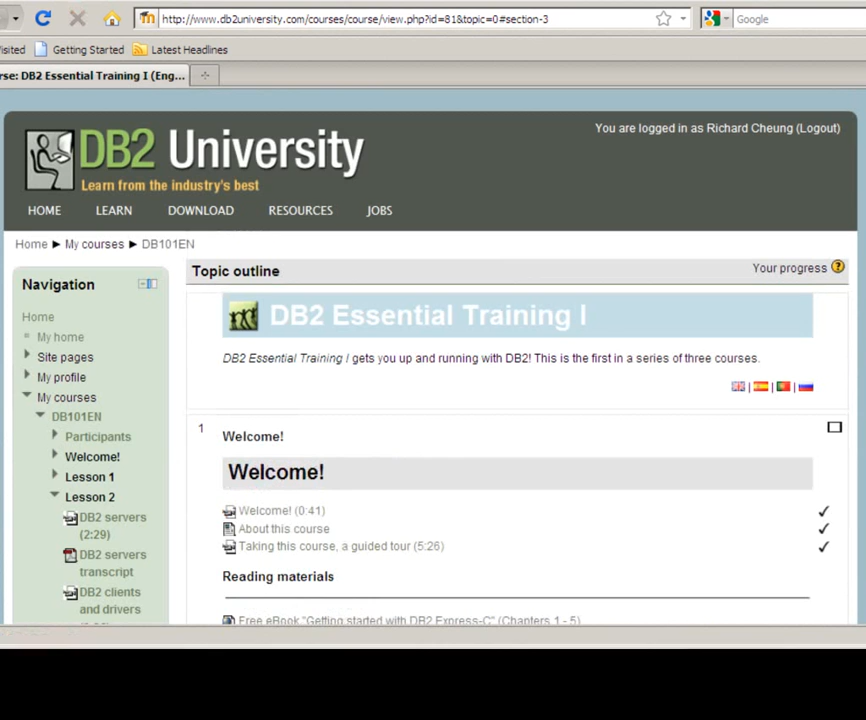 http://www.db2university.com/courses/course/view.php?id=81&topic=0#section-3
Google
isited Getting Started Latest Headlines
rse: DB2 Essential Training I (Eng...
You are logged in as Richard Cheung (Logout)
DB2 University
Learn from the industry's best
HOME LEARN DOWNLOAD RESOURCES JOBS
Home ► My courses ► DB101EN
Navigation
Home
My home
Site pages
My profile
My courses
DB101EN
Participants
Welcome!
Lesson 1
Lesson 2
DB2 servers
(2:29)
DB2 servers
transcript
DB2 clients
and drivers
Topic outline
Your progress
DB2 Essential Training I
DB2 Essential Training I gets you up and running with DB2! This is the first in a series of three courses.
1
Welcome!
Welcome!
Welcome! (0:41)
About this course
Taking this course, a guided tour (5:26)
Reading materials
Free eBook "Getting started with DB2 Express-C" (Chapters 1 - 5)